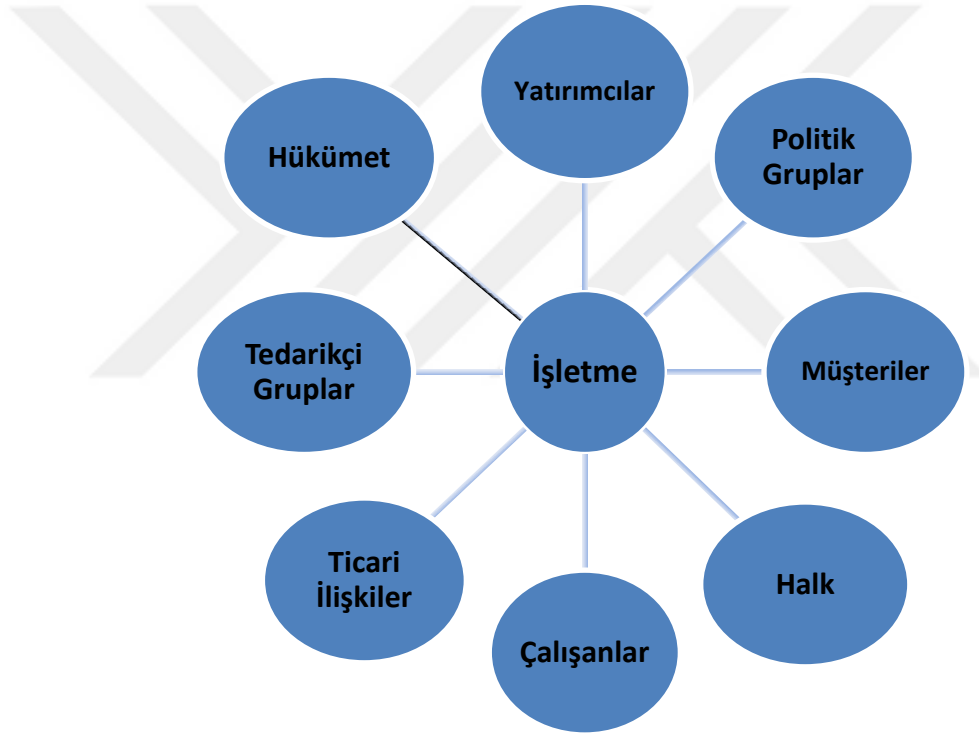 Yatırımcılar
Hükümet
Politik
Gruplar
Tedarikçi
Gruplar
İşletme
Müşteriler
Ticari
İlişkiler
Halk
Çalışanlar